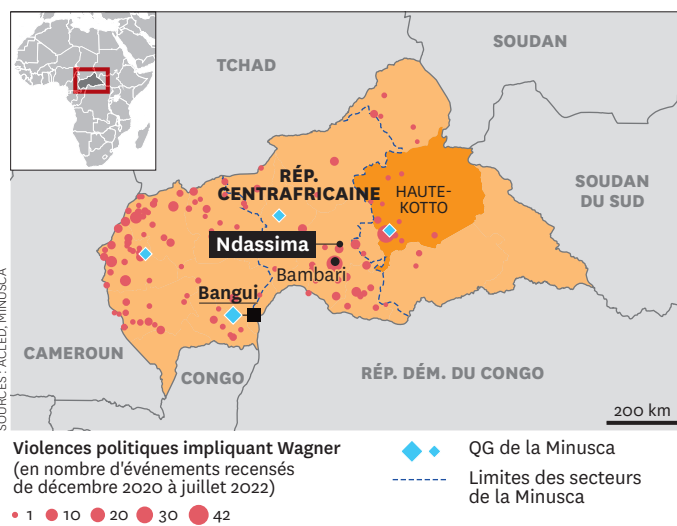 TCHAD
SOUDAN
RÉP.
CENTRAFRICAINE
HAUTE-
KOTTO
SOUDAN
DU SUD
Ndassima
Bambari
Bangui
CAMEROUN
CONGO
RÉP. DÉM. DU CONGO
200 km
SOURCES : ACLED, MINUSCA
Violences politiques impliquant Wagner
(en nombre d'événements recensés
de décembre 2020 à juillet 2022)
1 10 20 30 42
QG de la Minusca
Limites des secteurs
de la Minusca